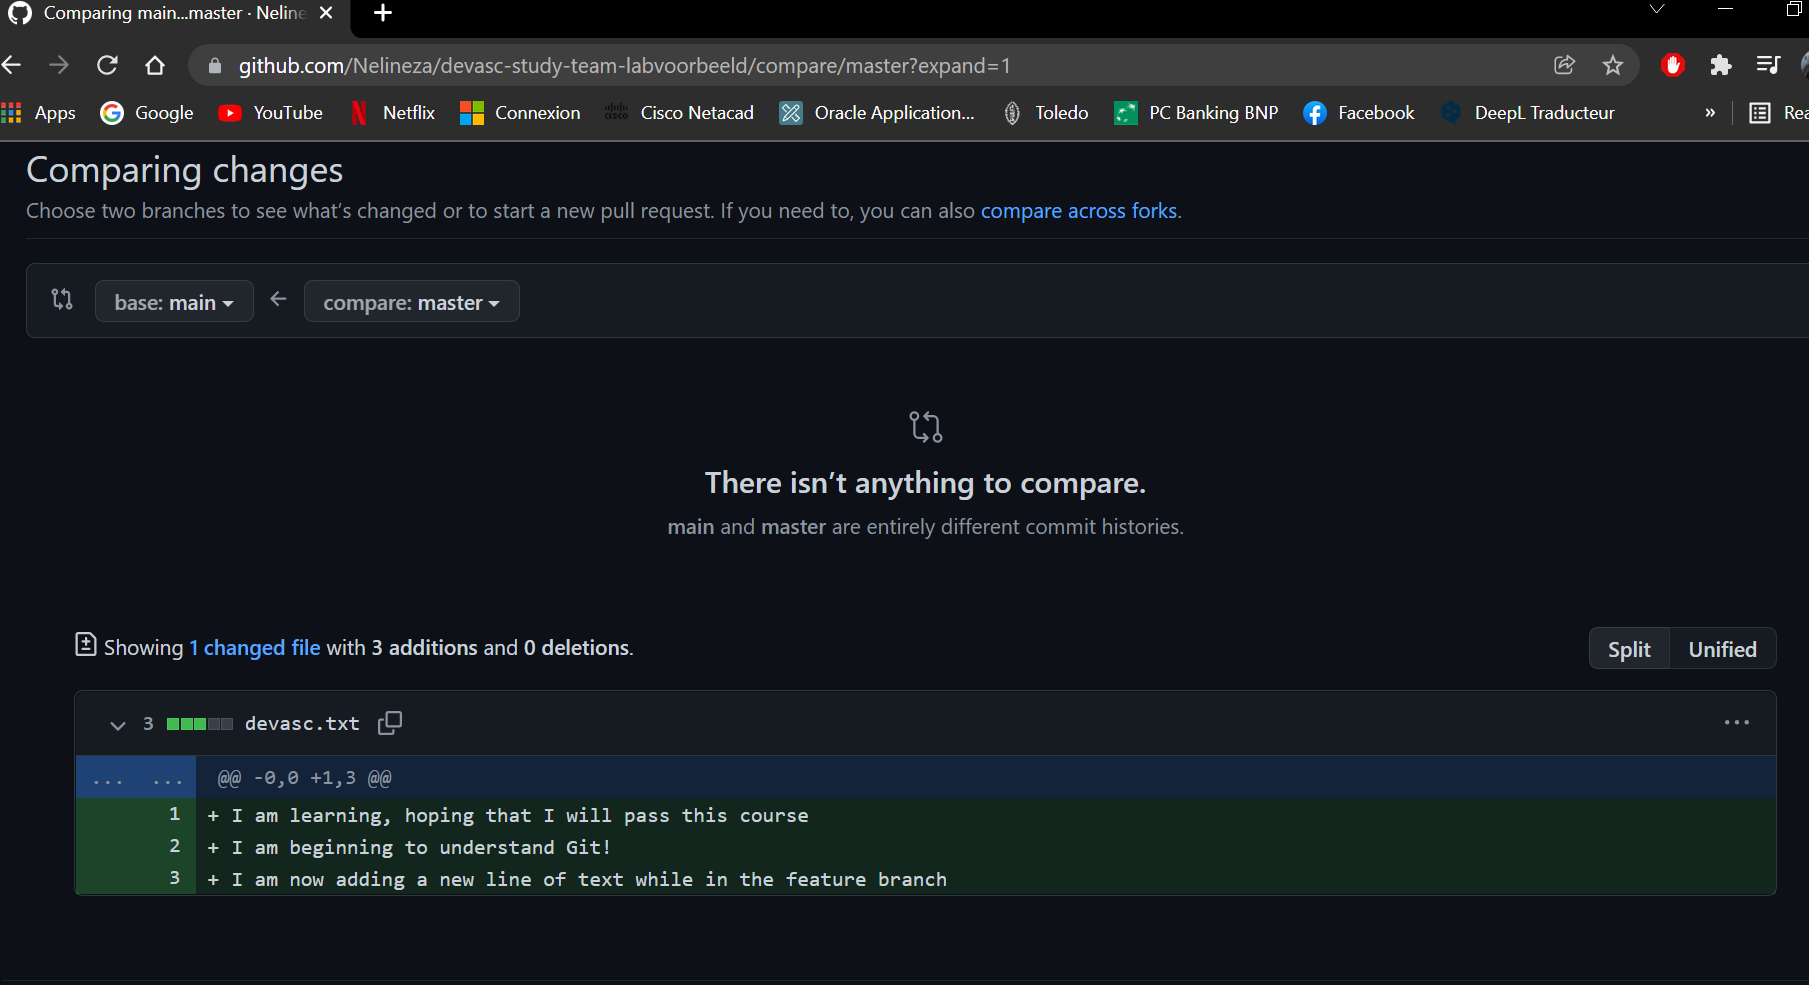 Comparing main...master · Neline
github.com/Nelineza/devasc-study-team-labvoorbeeld/compare/master?expand=1
Apps Google YouTube Netflix Connexion cisco Cisco Netacad Oracle Application... Toledo PC Banking BNP Facebook DeepL Traducteur » Rea
Comparing changes
Choose two branches to see what's changed or to start a new pull request. If you need to, you can also compare across forks.
base: main compare: master
There isn't anything to compare.
main and master are entirely different commit histories.
Showing 1 changed file with 3 additions and 0 deletions.
Split Unified
3 devasc.txt
... ... @@ -0,0 +1,3 @@
1 + I am learning, hoping that I will pass this course
2 + I am beginning to understand Git!
3 + I am now adding a new line of text while in the feature branch